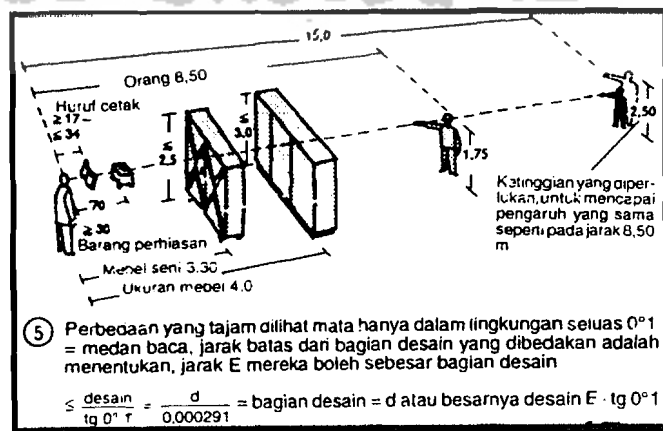 15,0
Orang 8,50
Huruf cetak
≥ 17 –
≤ 34
≤ 2,5
≤ 3,0
1,75
2,50
70
≥ 30
Barang perhiasan
Mebel seni 3,30
Ukuran mebel 4,0
Ketinggian yang diper-
lukan, untuk mencapai
pengaruh yang sama
seperti pada jarak 8,50
m
5 Perbedaan yang tajam dilihat mata hanya dalam lingkungan seluas 0°1
= medan baca, jarak batas dari bagian desain yang dibedakan adalah
menentukan, jarak E mereka boleh sebesar bagian desain
≤ desain / tg 0° 1 = d / 0,000291 = bagian desain = d atau besarnya desain E · tg 0°1